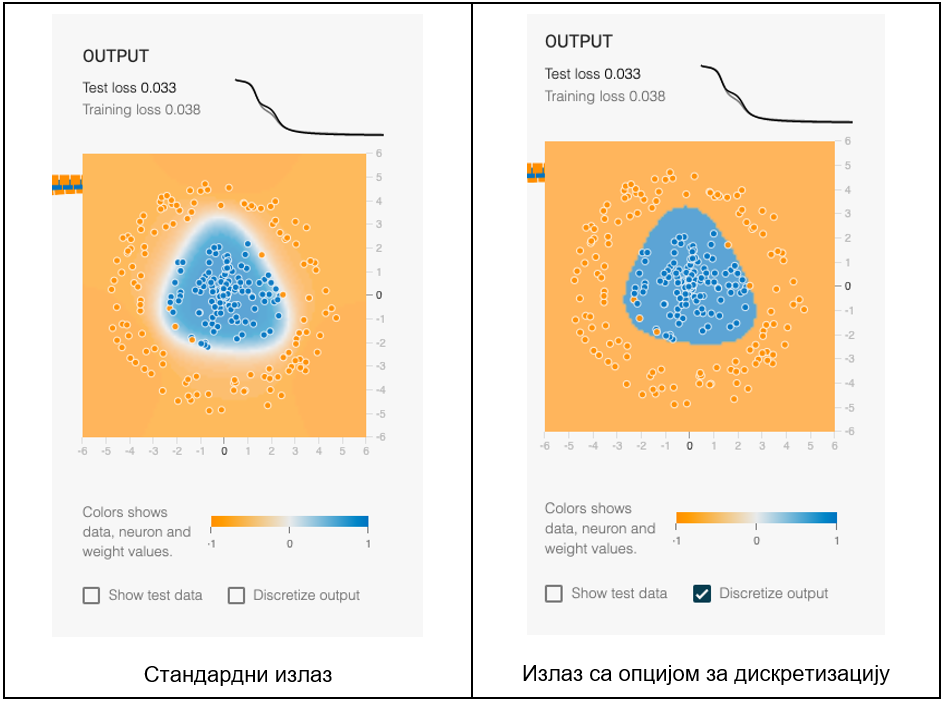 OUTPUT
Test loss 0.033
Training loss 0.038
6
5
4
3
2
1
0
-1
-2
-3
-4
-5
-6
-6 -5 -4 -3 -2 -1 0 1 2 3 4 5 6
Colors shows
data, neuron and
weight values.
-1 0 1
Show test data Discretize output
Стандардни излаз
OUTPUT
Test loss 0.033
Training loss 0.038
6
5
4
3
2
1
0
-1
-2
-3
-4
-5
-6
-6 -5 -4 -3 -2 -1 0 1 2 3 4 5 6
Colors shows
data, neuron and
weight values.
-1 0 1
Show test data Discretize output
Излаз са опцијом за дискретизацију